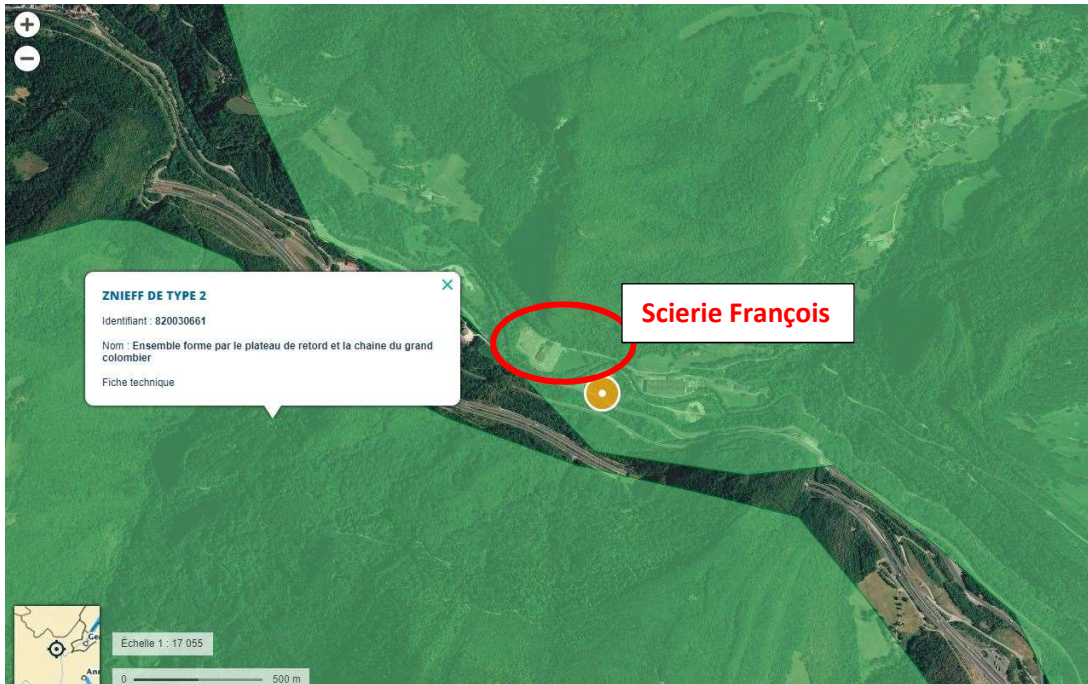 +
−
ZNIEFF DE TYPE 2
Identifiant : 820030661
Nom : Ensemble forme par le plateau de retord et la chaine du grand
colombier
Fiche technique
Scierie François
Échelle 1 : 17 055
0 500 m